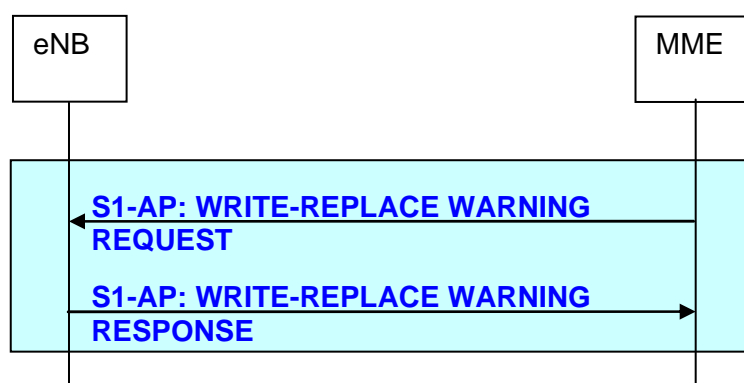 eNB
MME
S1-AP: WRITE-REPLACE WARNING
REQUEST
S1-AP: WRITE-REPLACE WARNING
RESPONSE